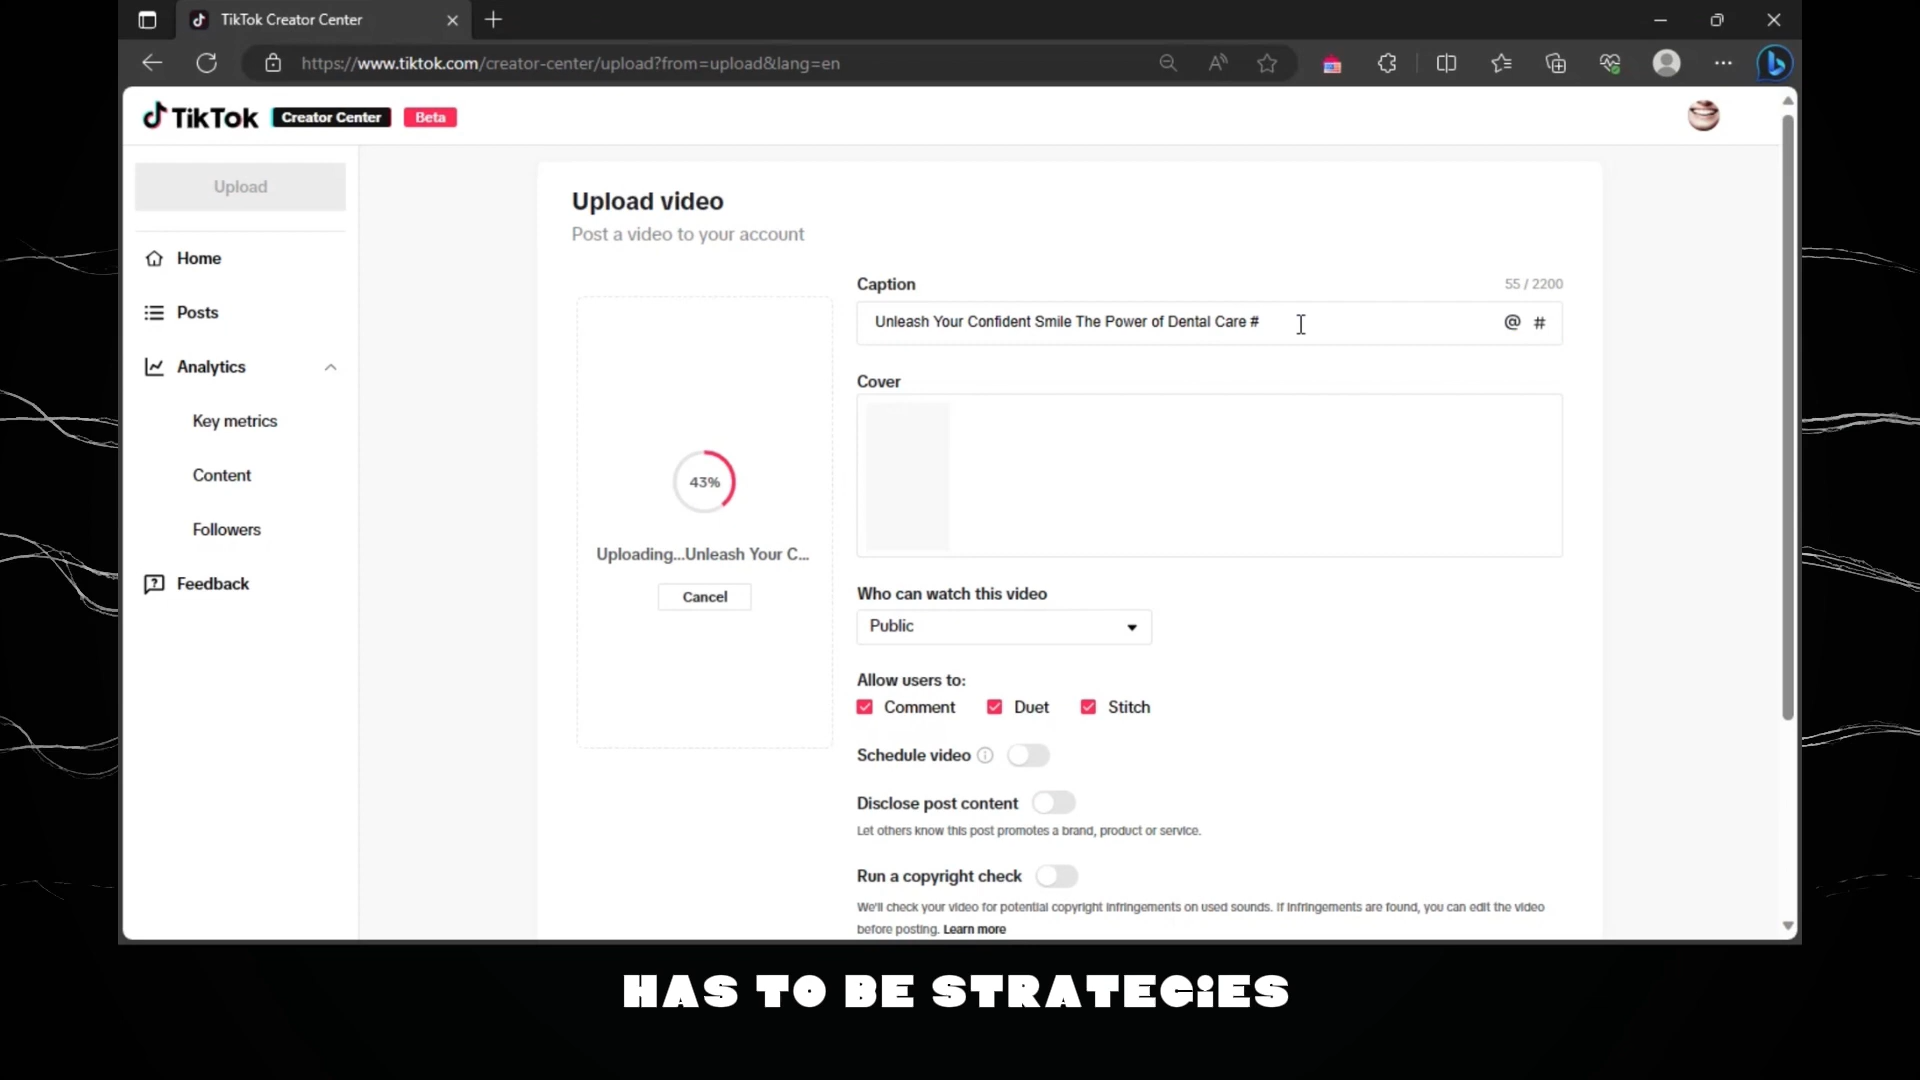 TikTok Creator Center
https://www.tiktok.com/creator-center/upload?from=upload&lang=en
TikTok Creator Center Beta
Upload
Home
Posts
Analytics
Key metrics
Content
Followers
Feedback
Upload video
Post a video to your account
43%
Uploading...Unleash Your C...
Cancel
Caption 55 / 2200
Unleash Your Confident Smile The Power of Dental Care # @ #
Cover
Who can watch this video
Public
Allow users to:
Comment Duet Stitch
Schedule video
Disclose post content
Let others know this post promotes a brand, product or service.
Run a copyright check
We'll check your video for potential copyright infringements on used sounds. If infringements are found, you can edit the video
before posting. Learn more
HAS TO BE STRATEGIES